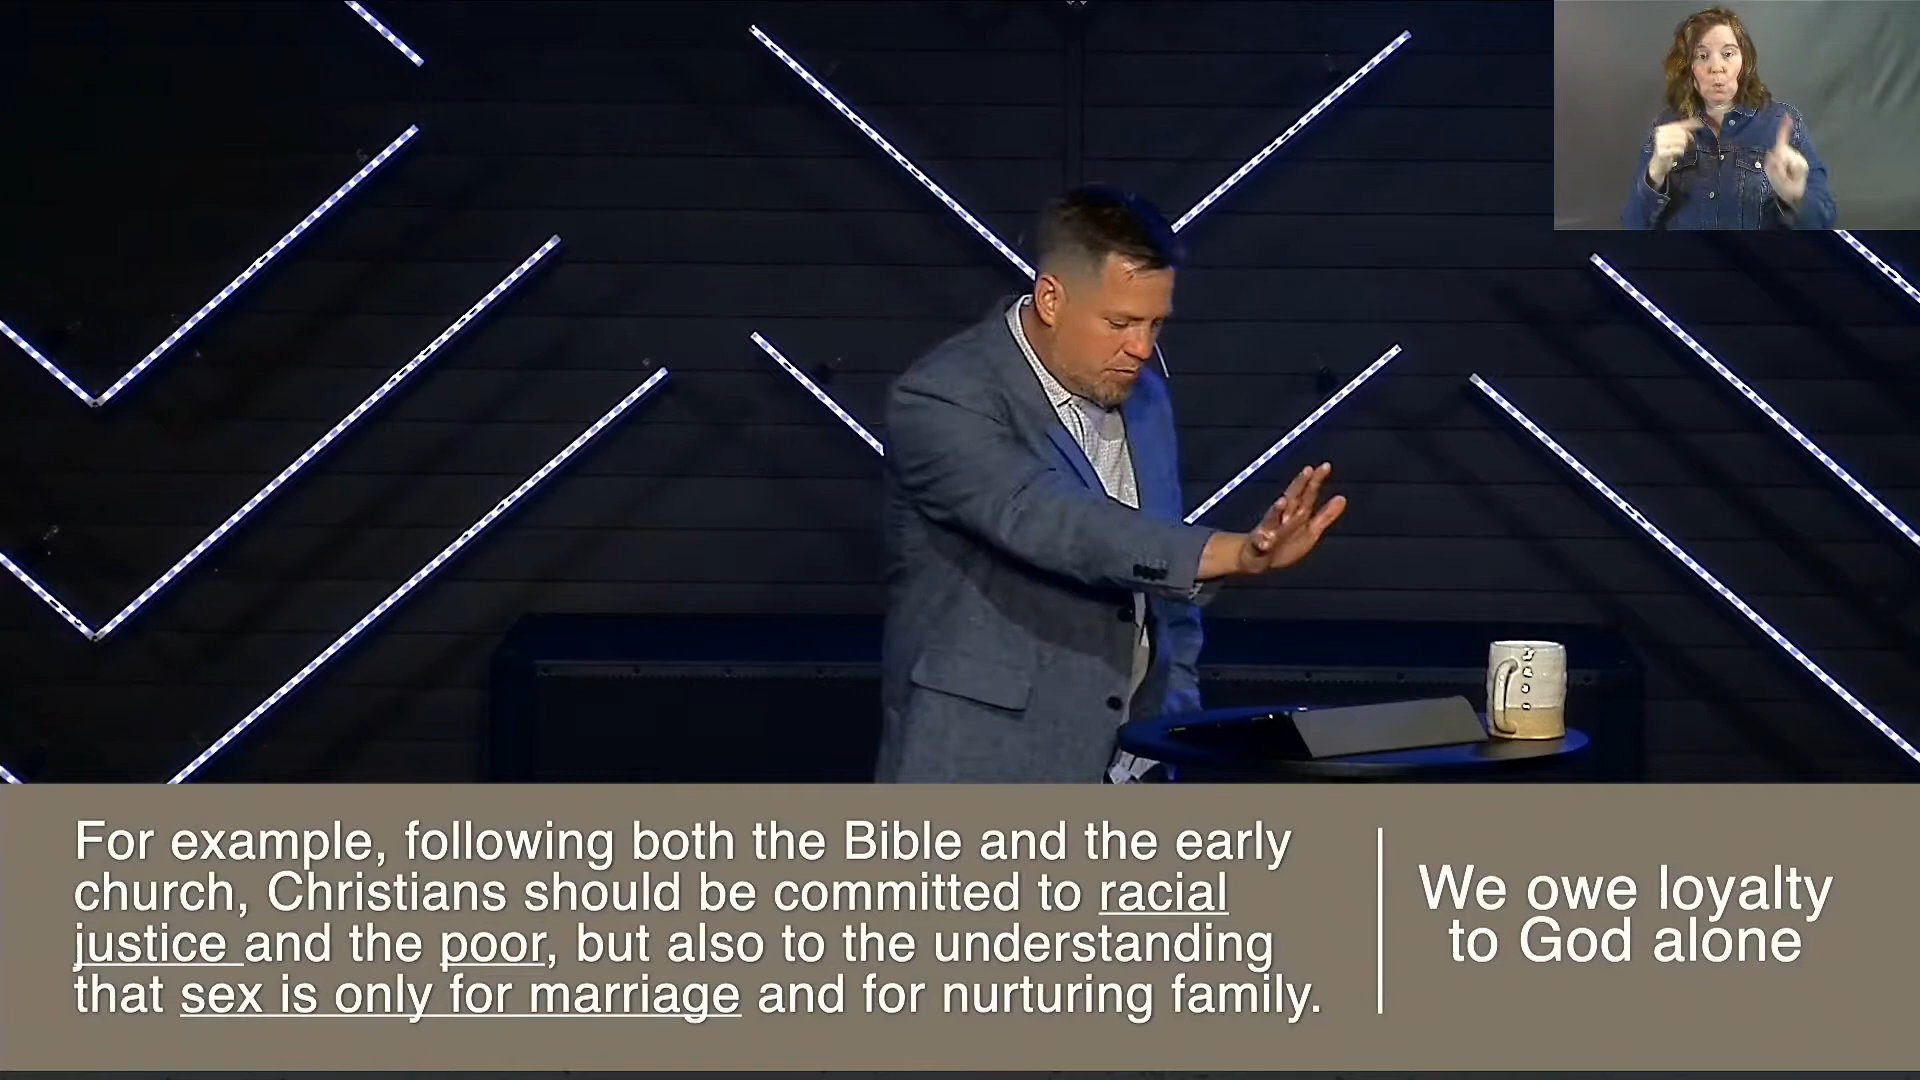 For example, following both the Bible and the early
church, Christians should be committed to racial
justice and the poor, but also to the understanding
that sex is only for marriage and for nurturing family.
We owe loyalty
to God alone